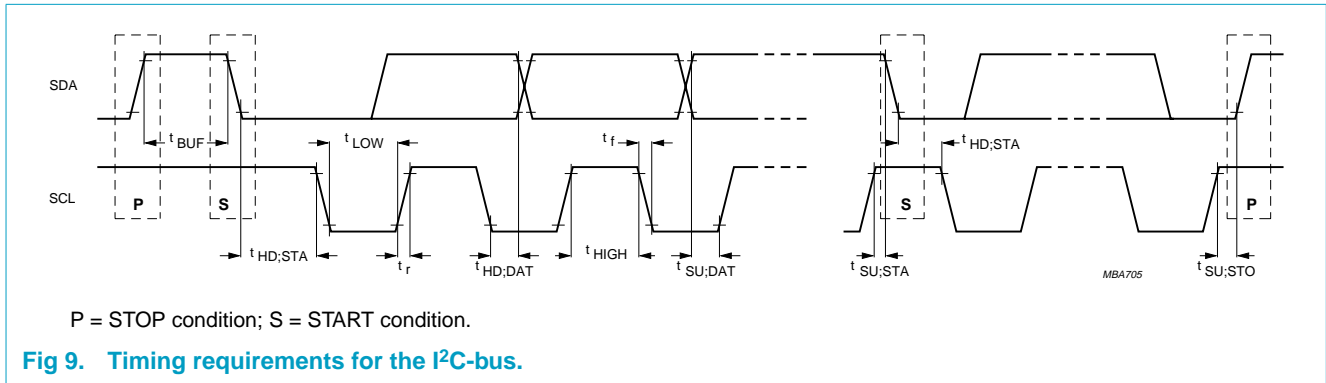 SDA
t BUF
t LOW
t f
t HD;STA
SCL
P
S
S
P
t HD;STA
t r
t HD;DAT
t HIGH
t SU;DAT
t SU;STA
MBA705
t SU;STO
P = STOP condition; S = START condition.
Fig 9. Timing requirements for the I²C-bus.